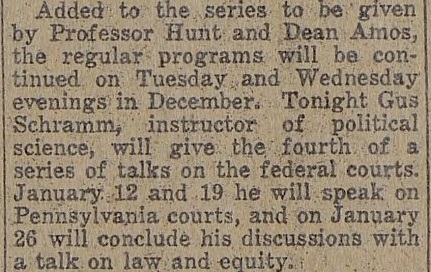 Added to the series to be given
by Professor Hunt and Dean Amos,
the regular programs will be con-
tinued on Tuesday and Wednesday
evenings in December. Tonight Gus
Schramm, instructor of political
science, will give the fourth of a
series of talks on the federal courts.
January 12 and 19 he will speak on
Pennsylvania courts, and on January
26 will conclude his discussions with
a talk on law and equity.